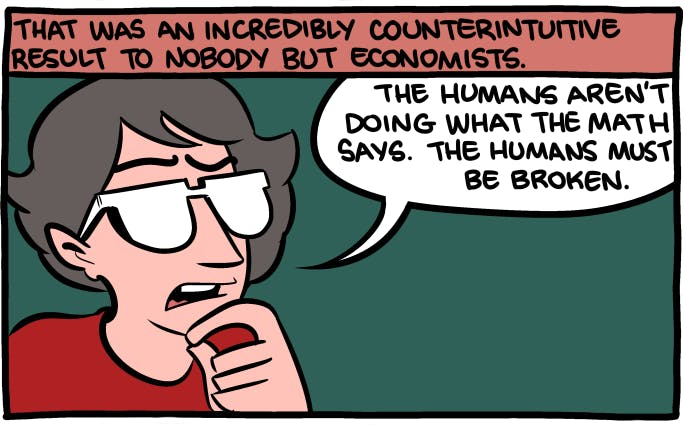 THAT WAS AN INCREDIBLY COUNTERINTUITIVE
RESULT TO NOBODY BUT ECONOMISTS.
THE HUMANS AREN'T
DOING WHAT THE MATH
SAYS. THE HUMANS MUST
BE BROKEN.